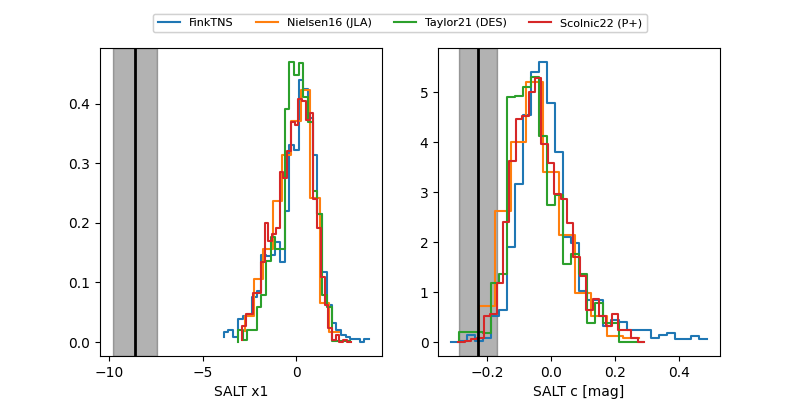 FinkTNS Nielsen16 (JLA) Taylor21 (DES) Scolnic22 (P+)
0.4
0.3
0.2
0.1
0.0
−10 −5 0
SALT x1
5
4
3
2
1
0
−0.2 0.0 0.2 0.4
SALT c [mag]